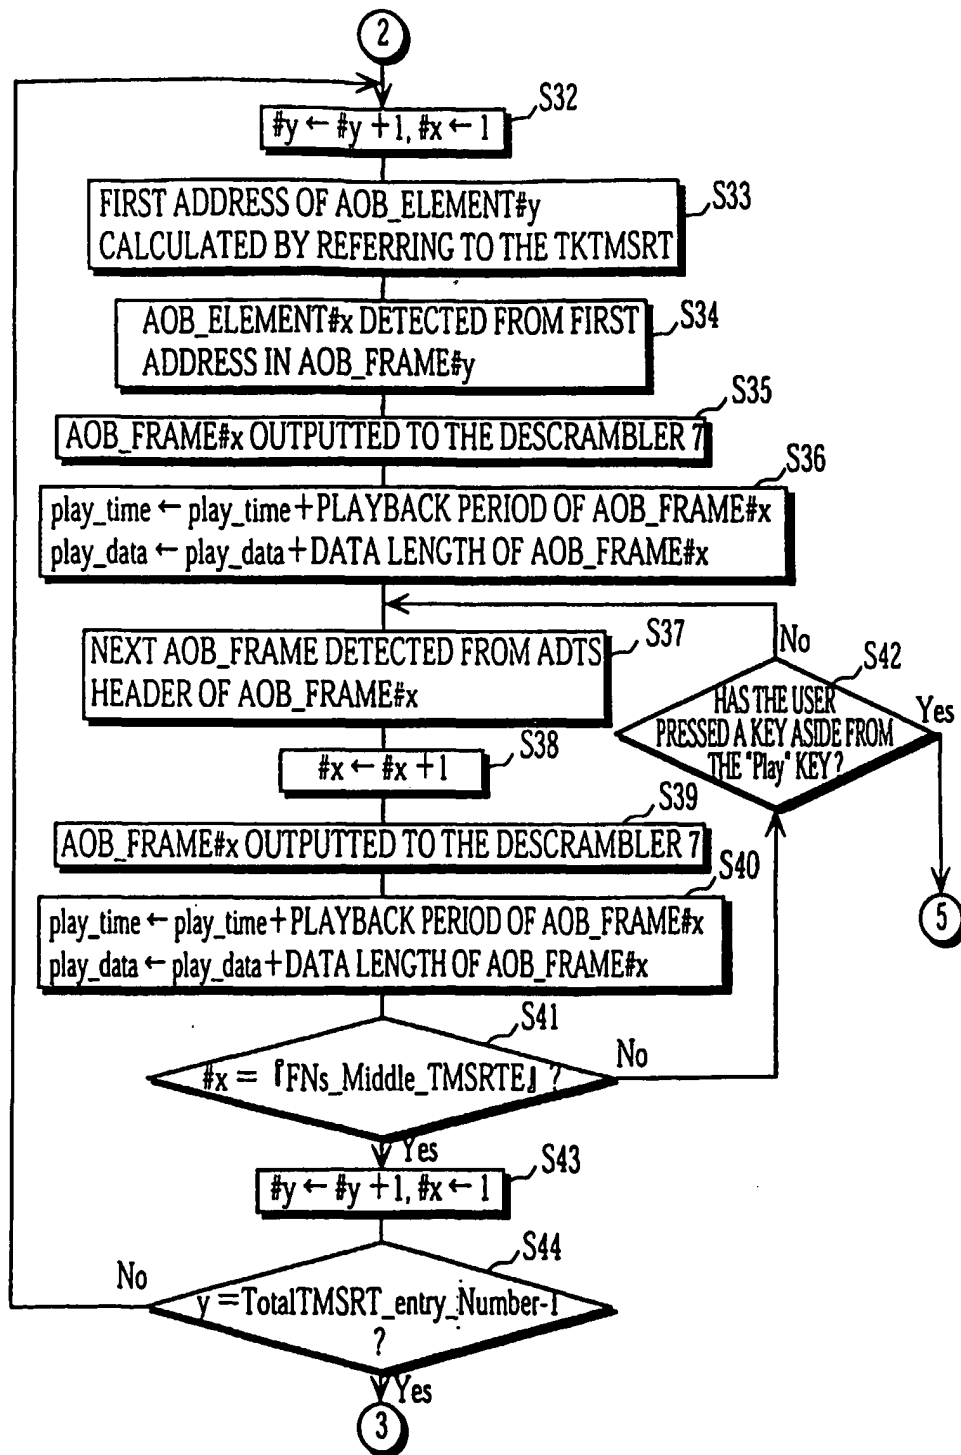 2
S32
#y ← #y + 1, #x ← 1
S33
FIRST ADDRESS OF AOB_ELEMENT#y
CALCULATED BY REFERRING TO THE TKTMSRT
S34
AOB_ELEMENT#x DETECTED FROM FIRST
ADDRESS IN AOB_FRAME#y
S35
AOB_FRAME#x OUTPUTTED TO THE DESCRAMBLER 7
S36
play_time ← play_time+PLAYBACK PERIOD OF AOB_FRAME#x
play_data ← play_data+DATA LENGTH OF AOB_FRAME#x
S37
NEXT AOB_FRAME DETECTED FROM ADTS
HEADER OF AOB_FRAME#x
No
S42
HAS THE USER
PRESSED A KEY ASIDE FROM
THE "Play" KEY?
Yes
5
S38
#x ← #x + 1
S39
AOB_FRAME#x OUTPUTTED TO THE DESCRAMBLER 7
S40
play_time ← play_time+PLAYBACK PERIOD OF AOB_FRAME#x
play_data ← play_data+DATA LENGTH OF AOB_FRAME#x
S41
#x = 『FNs_Middle_TMSRTE』 ?
No
Yes
S43
#y ← #y + 1, #x ← 1
S44
No
y =TotalTMSRT_entry_Number-1
?
Yes
3